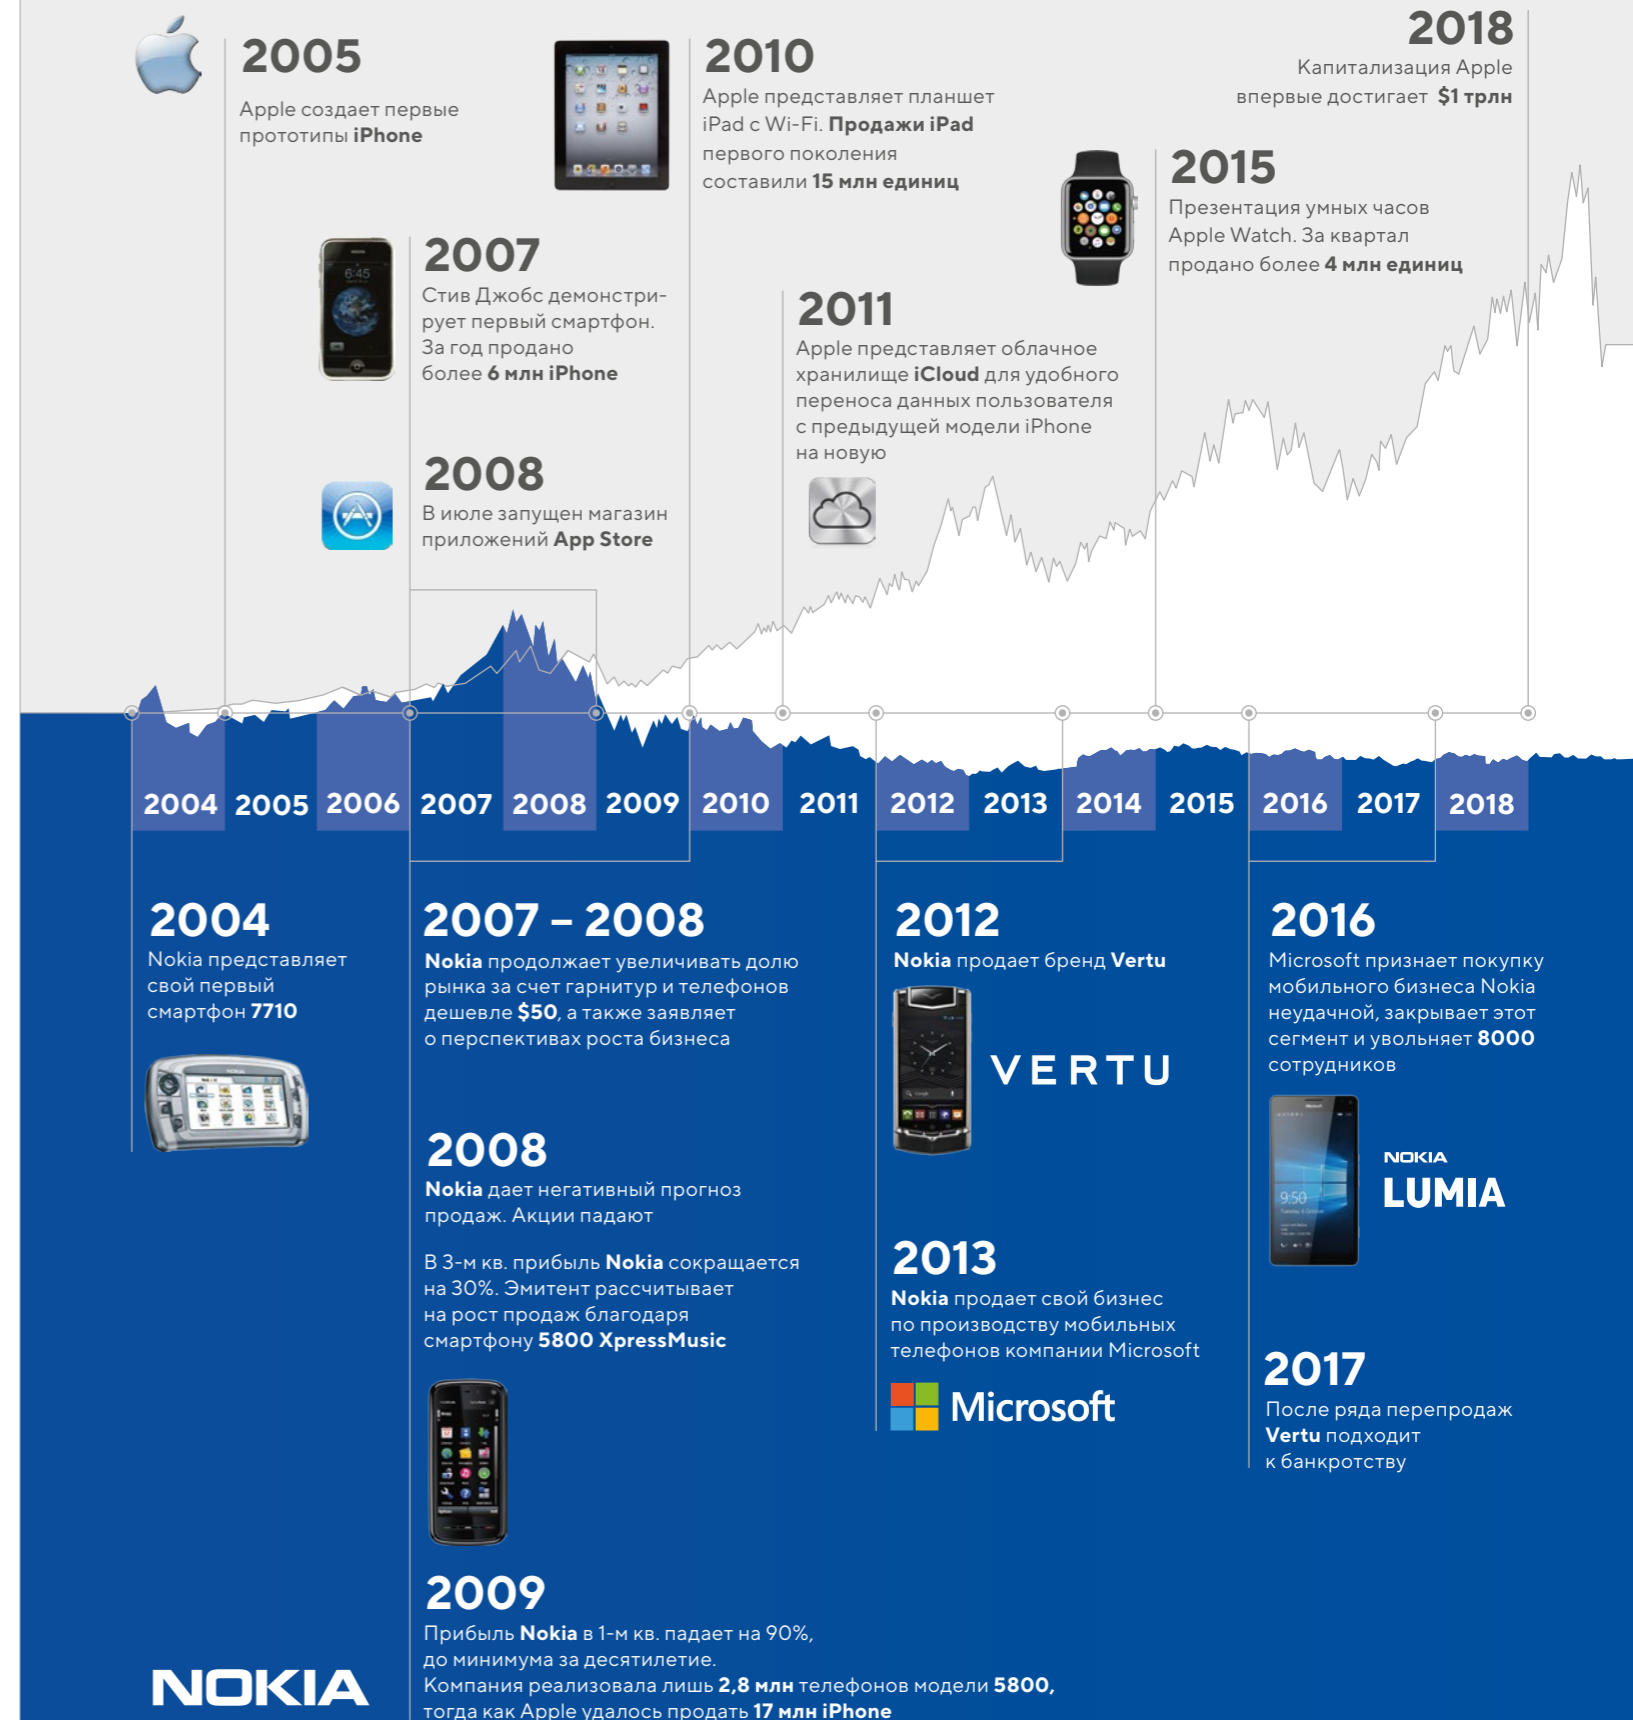 2005
Apple создает первые
прототипы iPhone
2010
Apple представляет планшет
iPad с Wi-Fi. Продажи iPad
первого поколения
составили 15 млн единиц
2018
Капитализация Apple
впервые достигает $1 трлн
2015
Презентация умных часов
Apple Watch. За квартал
продано более 4 млн единиц
2007
Стив Джобс демонстри-
рует первый смартфон.
За год продано
более 6 млн iPhone
6:45
2011
Apple представляет облачное
хранилище iCloud для удобного
переноса данных пользователя
с предыдущей модели iPhone
на новую
2008
В июле запущен магазин
приложений App Store
2004
2005
2006
2007
2008
2009
2010
2011
2012
2013
2014
2015
2016
2017
2018
2004
Nokia представляет
свой первый
смартфон 7710
NOKIA
2007 – 2008
Nokia продолжает увеличивать долю
рынка за счет гарнитур и телефонов
дешевле $50, а также заявляет
о перспективах роста бизнеса
2008
Nokia дает негативный прогноз
продаж. Акции падают
В 3-м кв. прибыль Nokia сокращается
на 30%. Эмитент рассчитывает
на рост продаж благодаря
смартфону 5800 XpressMusic
2009
Прибыль Nokia в 1-м кв. падает на 90%,
до минимума за десятилетие.
Компания реализовала лишь 2,8 млн телефонов модели 5800,
тогда как Apple удалось продать 17 млн iPhone
2012
Nokia продает бренд Vertu
Google
VERTU
2013
Nokia продает свой бизнес
по производству мобильных
телефонов компании Microsoft
Microsoft
2016
Microsoft признает покупку
мобильного бизнеса Nokia
неудачной, закрывает этот
сегмент и увольняет 8000
сотрудников
Microsoft
9:50
NOKIA
LUMIA
2017
После ряда перепродаж
Vertu подходит
к банкротству
NOKIA